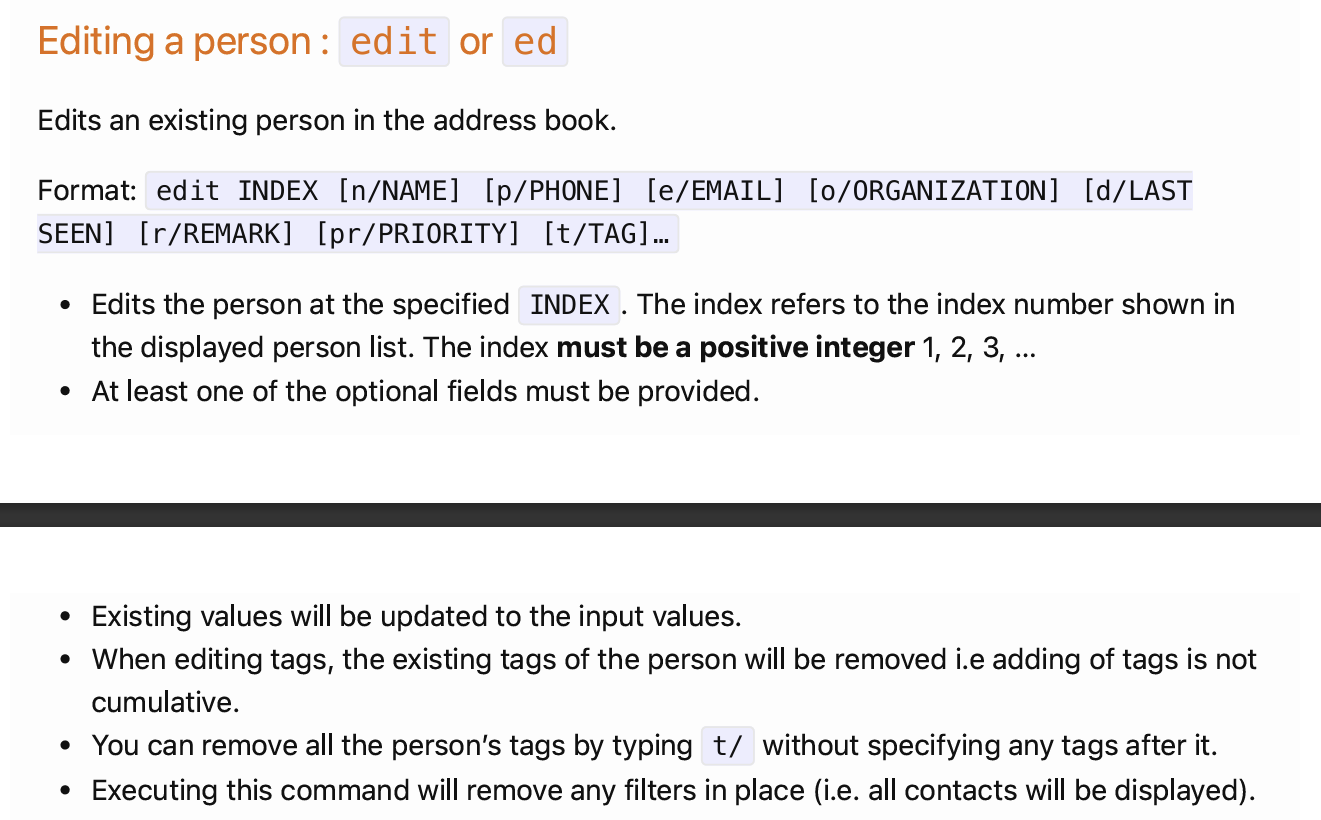 Editing a person : edit or ed
Edits an existing person in the address book.
Format: edit INDEX [n/NAME] [p/PHONE] [e/EMAIL] [o/ORGANIZATION] [d/LAST
SEEN] [r/REMARK] [pr/PRIORITY] [t/TAG]…
• Edits the person at the specified INDEX. The index refers to the index number shown in
the displayed person list. The index must be a positive integer 1, 2, 3, …
• At least one of the optional fields must be provided.
• Existing values will be updated to the input values.
• When editing tags, the existing tags of the person will be removed i.e adding of tags is not
cumulative.
• You can remove all the person’s tags by typing t/ without specifying any tags after it.
• Executing this command will remove any filters in place (i.e. all contacts will be displayed).